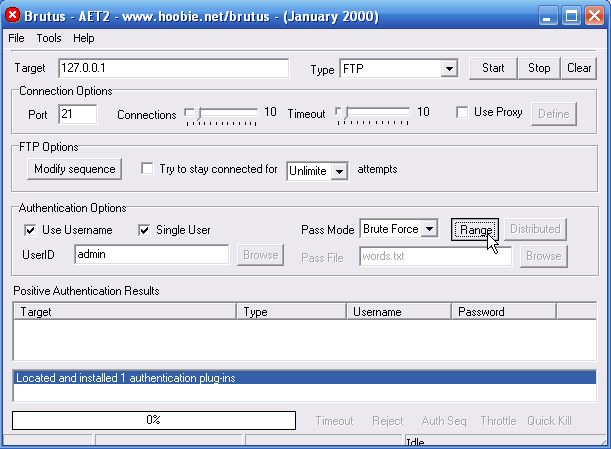 Brutus - AET2 - www.hoobie.net/brutus - (January 2000)
File Tools Help
Target 127.0.0.1 Type FTP Start Stop Clear
Connection Options
Port 21 Connections 10 Timeout 10 Use Proxy Define
FTP Options
Modify sequence Try to stay connected for Unlimite attempts
Authentication Options
Use Username Single User Pass Mode Brute Force Range Distributed
UserID admin Browse Pass File words.txt Browse
Positive Authentication Results
Target Type Username Password
Located and installed 1 authentication plug-ins
0% Timeout Reject Auth Seq Throttle Quick Kill
Idle